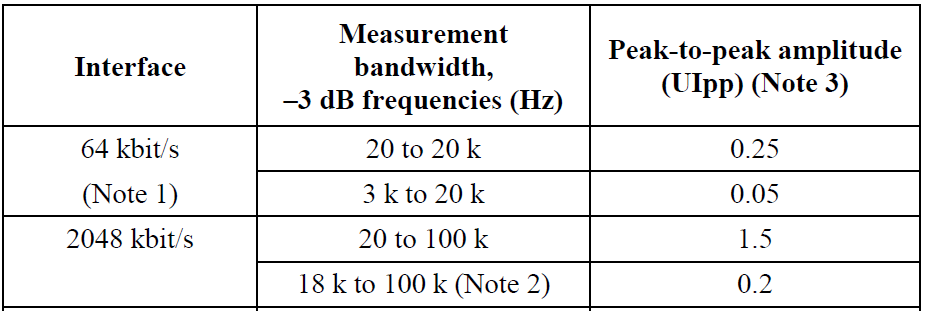 Interface
Measurement
bandwidth,
–3 dB frequencies (Hz)
Peak-to-peak amplitude
(UIpp) (Note 3)
64 kbit/s
(Note 1)
20 to 20 k
0.25
3 k to 20 k
0.05
2048 kbit/s
20 to 100 k
1.5
18 k to 100 k (Note 2)
0.2